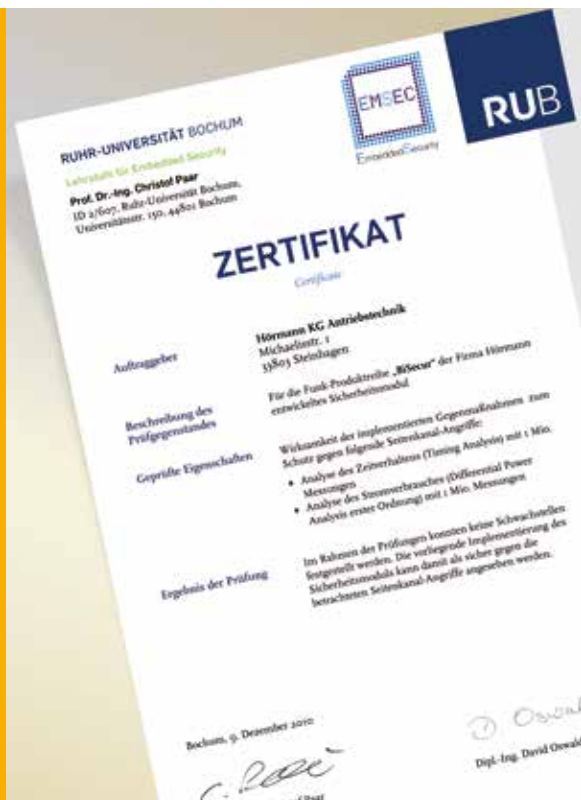 RUHR-UNIVERSITÄT BOCHUM
Lehrstuhl für Embedded Security
Prof. Dr.-Ing. Christof Paar
ID 2/607, Ruhr-Universität Bochum,
Universitätsstr. 150, 44801 Bochum
EMSEC
EmbeddedSecurity
RUB
ZERTIFIKAT
Certificate
Auftraggeber
Hörmann KG Antriebstechnik
Michaelisstr. 1
33803 Steinhagen
Beschreibung des
Prüfgegenstandes
Für die Funk-Produktreihe „BiSecur“ der Firma Hörmann
entwickeltes Sicherheitsmodul
Geprüfte Eigenschaften
Wirksamkeit der implementierten Gegenmaßnahmen zum
Schutz gegen folgende Seitenkanal-Angriffe:
• Analyse des Zeitverhaltens (Timing Analysis) mit 1 Mio.
Messungen
• Analyse des Stromverbrauches (Differential Power
Analysis erster Ordnung) mit 1 Mio. Messungen
Ergebnis der Prüfung
Im Rahmen der Prüfungen konnten keine Schwachstellen
festgestellt werden. Die vorliegende Implementierung des
Sicherheitsmoduls kann damit als sicher gegen die
betrachteten Seitenkanal-Angriffe angesehen werden.
Bochum, 9. Dezember 2010
D. Oswal
Dipl.-Ing. David Oswald
Paar